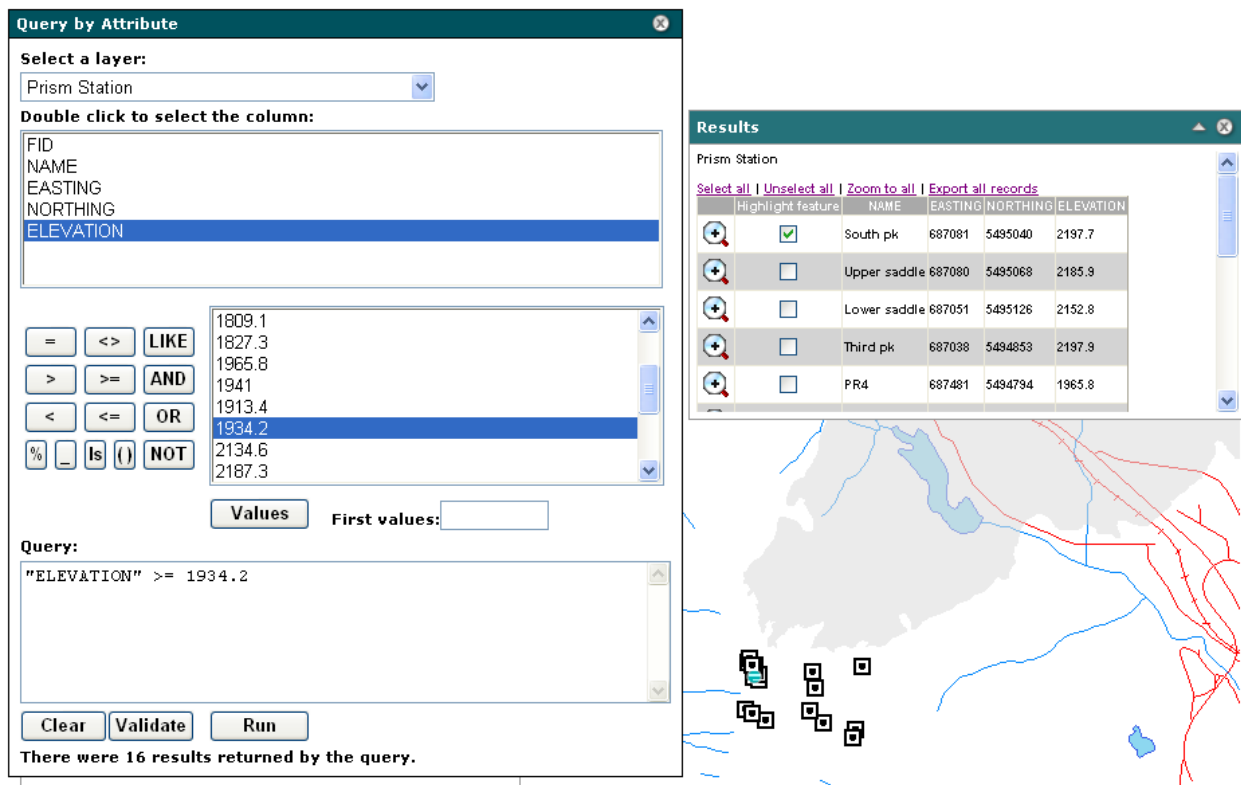 Query by Attribute
Select a layer:
Prism Station
Double click to select the column:
FID
NAME
EASTING
NORTHING
ELEVATION
= <> LIKE
> >= AND
< <= OR
% _ Is () NOT
1809.1
1827.3
1965.8
1941
1913.4
1934.2
2134.6
2187.3
Values First values:
Query:
"ELEVATION" >= 1934.2
Clear Validate Run
There were 16 results returned by the query.
Results
Prism Station
Select all | Unselect all | Zoom to all | Export all records
Highlight feature NAME EASTING NORTHING ELEVATION
South pk 687081 5495040 2197.7
Upper saddle 687080 5495068 2185.9
Lower saddle 687051 5495126 2152.8
Third pk 687038 5494853 2197.9
PR4 687481 5494794 1965.8